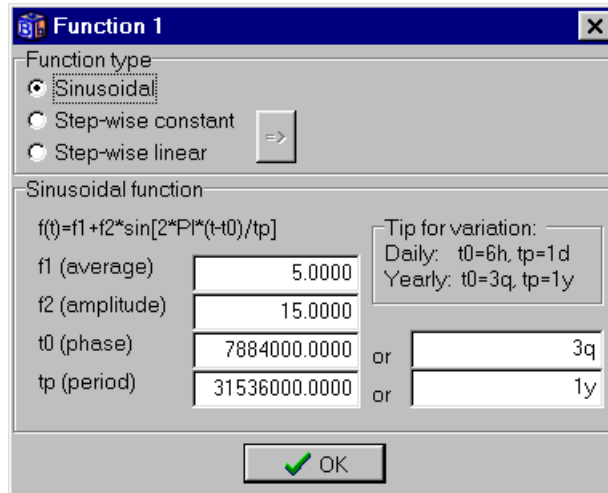 Function 1
Function type
Sinusoidal
Step-wise constant
=>
Step-wise linear
Sinusoidal function
f(t)=f1+f2*sin[2*PI*(t-t0)/tp]
Tip for variation:
Daily: t0=6h, tp=1d
Yearly: t0=3q, tp=1y
f1 (average) 5.0000
f2 (amplitude) 15.0000
t0 (phase) 7884000.0000 or 3q
tp (period) 31536000.0000 or 1y
OK